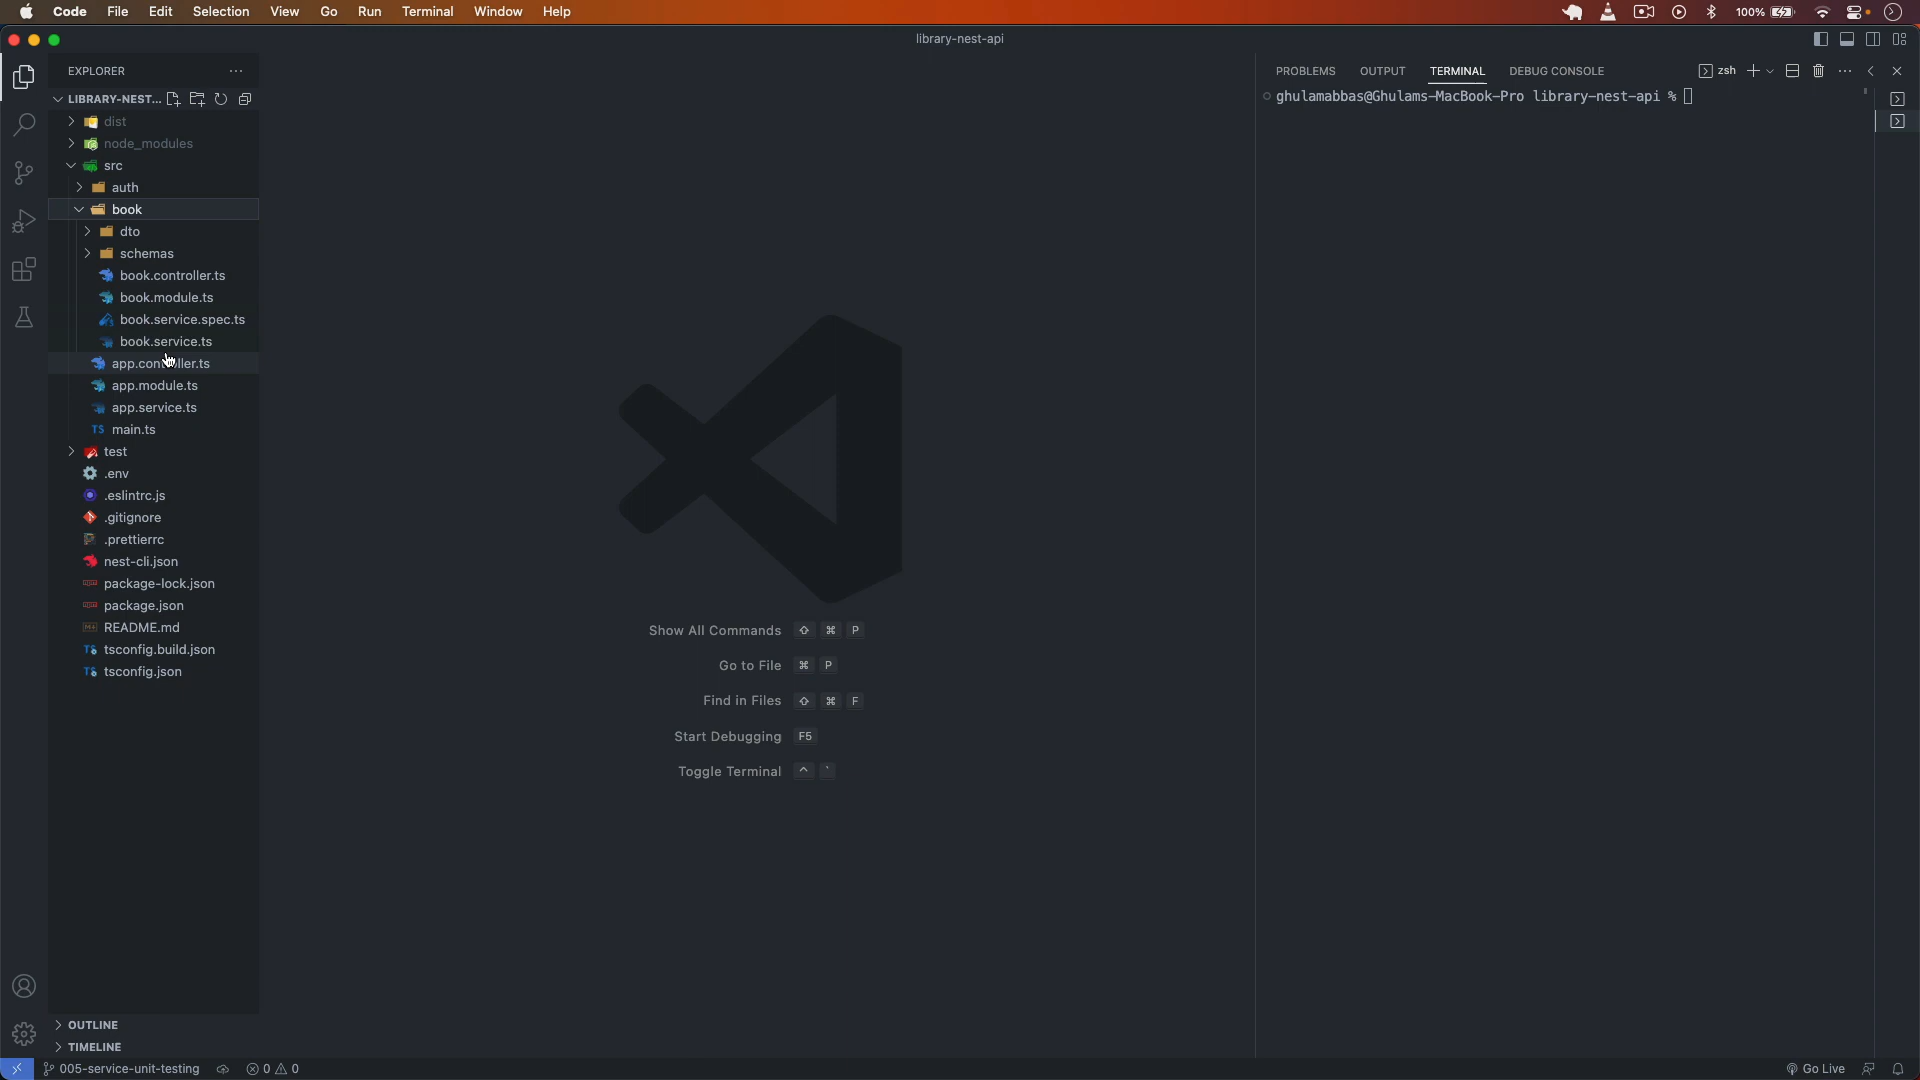 Code File Edit Selection View Go Run Terminal Window Help
100%
library-nest-api
EXPLORER
LIBRARY-NEST...
dist
node_modules
src
auth
book
dto
schemas
book.controller.ts
book.module.ts
book.service.spec.ts
book.service.ts
app.controller.ts
app.module.ts
app.service.ts
TS main.ts
test
.env
.eslintrc.js
.gitignore
.prettierrc
nest-cli.json
package-lock.json
package.json
README.md
tsconfig.build.json
tsconfig.json
OUTLINE
TIMELINE
Show All Commands ⇧ ⌘ P
Go to File ⌘ P
Find in Files ⇧ ⌘ F
Start Debugging F5
Toggle Terminal ^ `
PROBLEMS OUTPUT TERMINAL DEBUG CONSOLE
zsh
ghulamabbas@Ghulams-MacBook-Pro library-nest-api %
005-service-unit-testing 0 0
Go Live